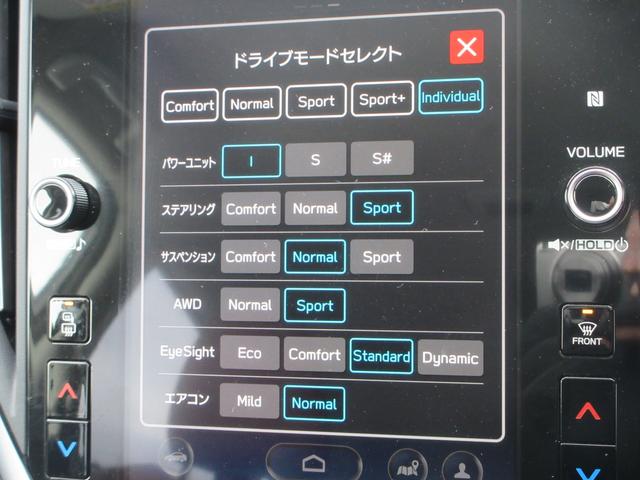 ドライブモードセレクト
Comfort Normal Sport Sport+ Individual
パワーユニット I S S#
ステアリング Comfort Normal Sport
サスペンション Comfort Normal Sport
AWD Normal Sport
EyeSight Eco Comfort Standard Dynamic
エアコン Mild Normal
TUNE
VOLUME
/HOLD
FRONT